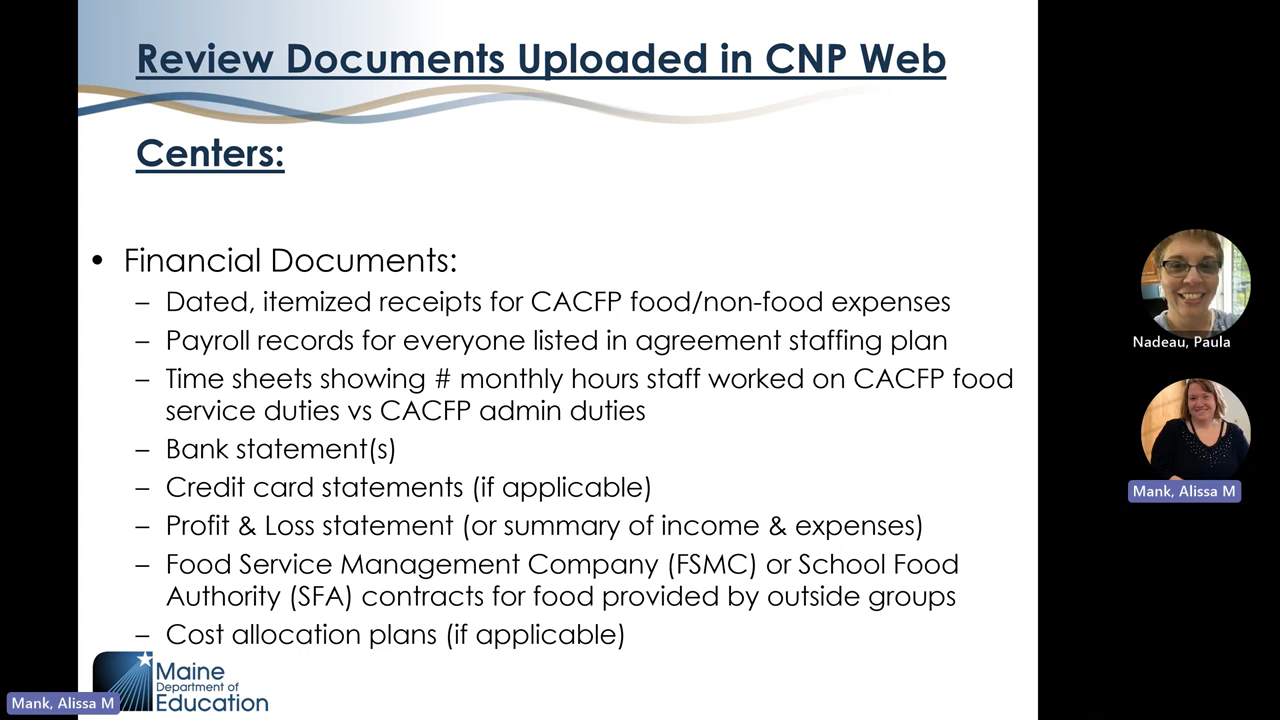 Review Documents Uploaded in CNP Web
Centers:
• Financial Documents:
– Dated, itemized receipts for CACFP food/non-food expenses
– Payroll records for everyone listed in agreement staffing plan
– Time sheets showing # monthly hours staff worked on CACFP food
service duties vs CACFP admin duties
– Bank statement(s)
– Credit card statements (if applicable)
– Profit & Loss statement (or summary of income & expenses)
– Food Service Management Company (FSMC) or School Food
Authority (SFA) contracts for food provided by outside groups
– Cost allocation plans (if applicable)
Maine
Department of
Education
Mank, Alissa M
Nadeau, Paula
Mank, Alissa M